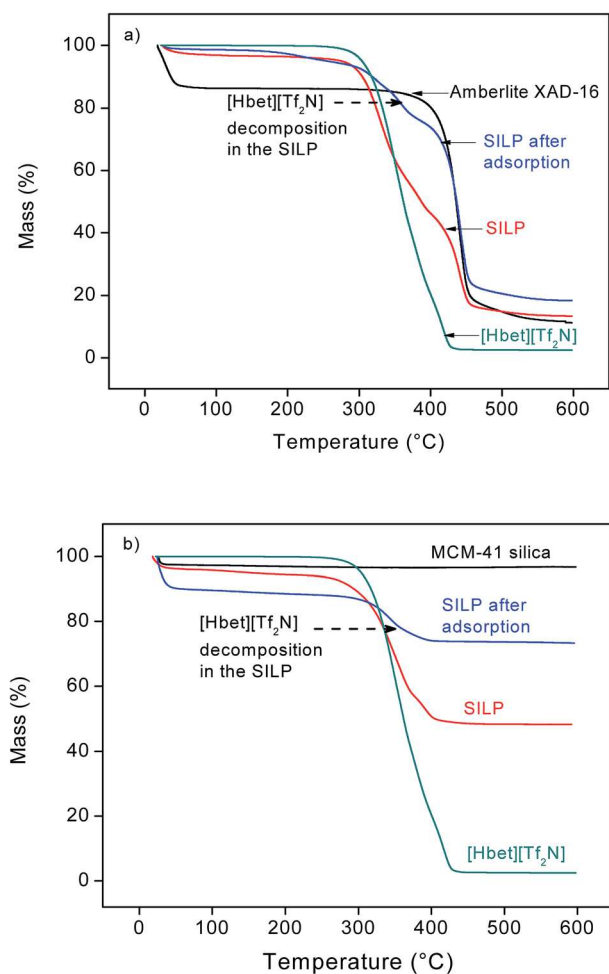 a)
100
80
60
40
20
0
Mass (%)
[Hbet][Tf₂N]
decomposition
in the SILP
Amberlite XAD-16
SILP after
adsorption
SILP
[Hbet][Tf₂N]
0 100 200 300 400 500 600
Temperature (°C)
b)
100
80
60
40
20
0
Mass (%)
MCM-41 silica
SILP after
adsorption
[Hbet][Tf₂N]
decomposition
in the SILP
SILP
[Hbet][Tf₂N]
0 100 200 300 400 500 600
Temperature (°C)